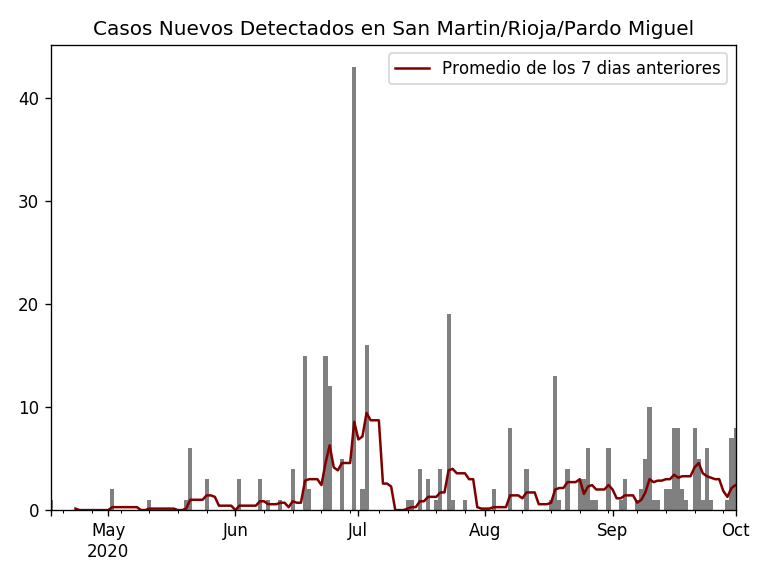 Casos Nuevos Detectados en San Martin/Rioja/Pardo Miguel
Promedio de los 7 dias anteriores
40
30
20
10
0
May Jun Jul Aug Sep Oct
2020